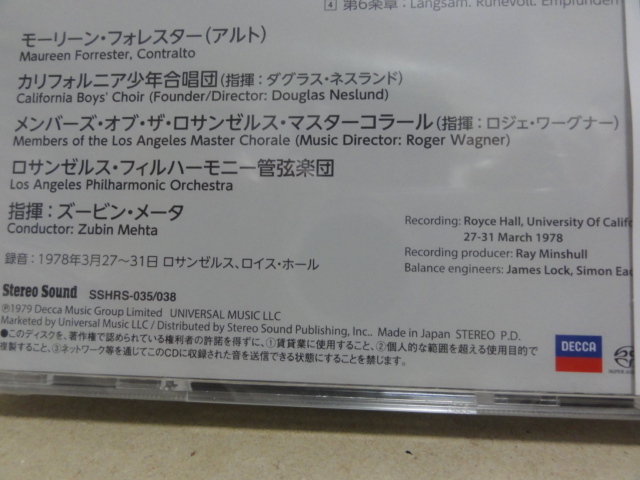 4 第6楽章：Langsam. Ruhevoll. Empfunden
モーリーン・フォレスター（アルト）
Maureen Forrester, Contralto
カリフォルニア少年合唱団（指揮：ダグラス・ネスランド）
California Boys' Choir (Founder/Director: Douglas Neslund)
メンバーズ・オブ・ザ・ロサンゼルス・マスターコラール（指揮：ロジェ・ワーグナー）
Members of the Los Angeles Master Chorale (Music Director: Roger Wagner)
ロサンゼルス・フィルハーモニー管弦楽団
Los Angeles Philharmonic Orchestra
指揮：ズービン・メータ
Conductor: Zubin Mehta
録音：1978年3月27～31日 ロサンゼルス、ロイス・ホール
Recording: Royce Hall, University Of Califo
27-31 March 1978
Recording producer: Ray Minshull
Balance engineers: James Lock, Simon Ea
Stereo Sound SSHRS-035/038
℗1979 Decca Music Group Limited UNIVERSAL MUSIC LLC
Marketed by Universal Music LLC / Distributed by Stereo Sound Publishing, Inc.. Made in Japan STEREO P.D.
●このディスクを、著作権で認められている権利者の許諾を得ずに、①賃貸業に使用すること、②個人的な範囲を超える使用目的で
複製すること、③ネットワーク等を通じてこのCDに収録された音を送信できる状態にすることを禁じます。
DECCA